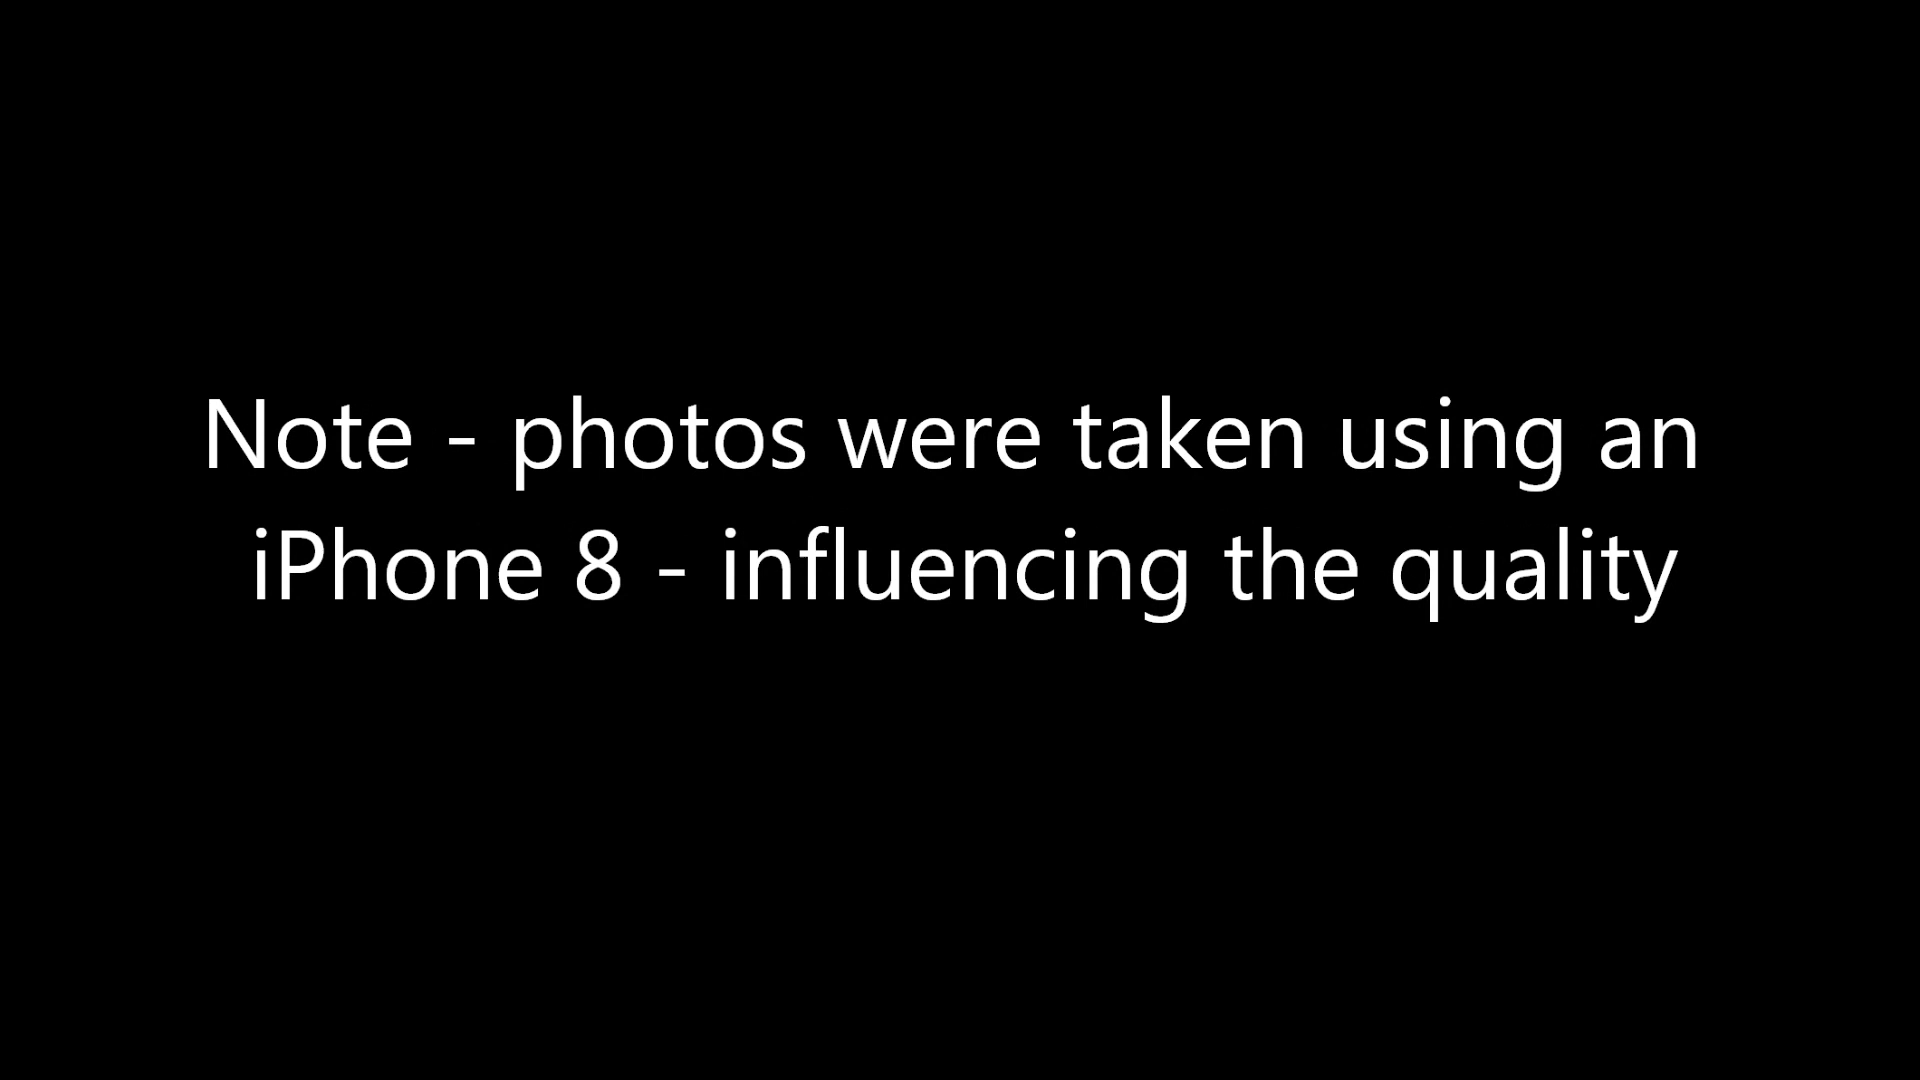 Note - photos were taken using an
iPhone 8 - influencing the quality